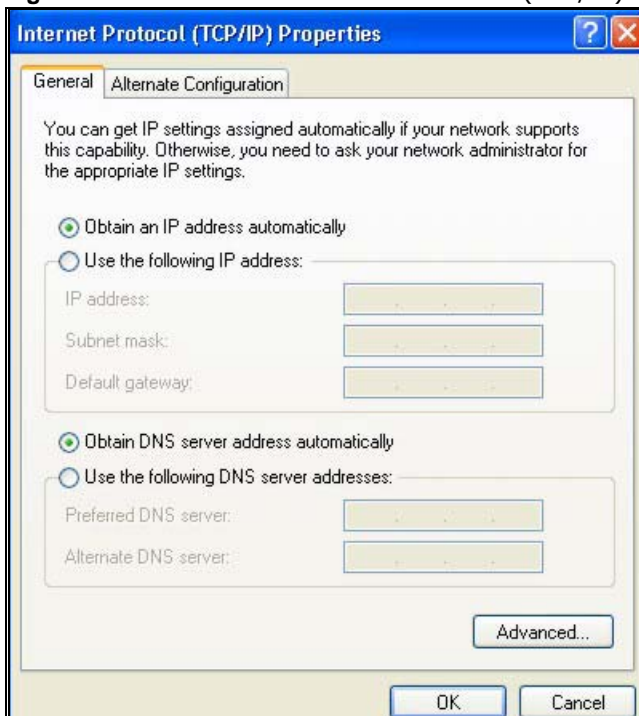 Internet Protocol (TCP/IP) Properties
General
Alternate Configuration
You can get IP settings assigned automatically if your network supports
this capability. Otherwise, you need to ask your network administrator for
the appropriate IP settings.
Obtain an IP address automatically
Use the following IP address:
IP address:
Subnet mask:
Default gateway:
Obtain DNS server address automatically
Use the following DNS server addresses:
Preferred DNS server:
Alternate DNS server:
Advanced...
OK
Cancel